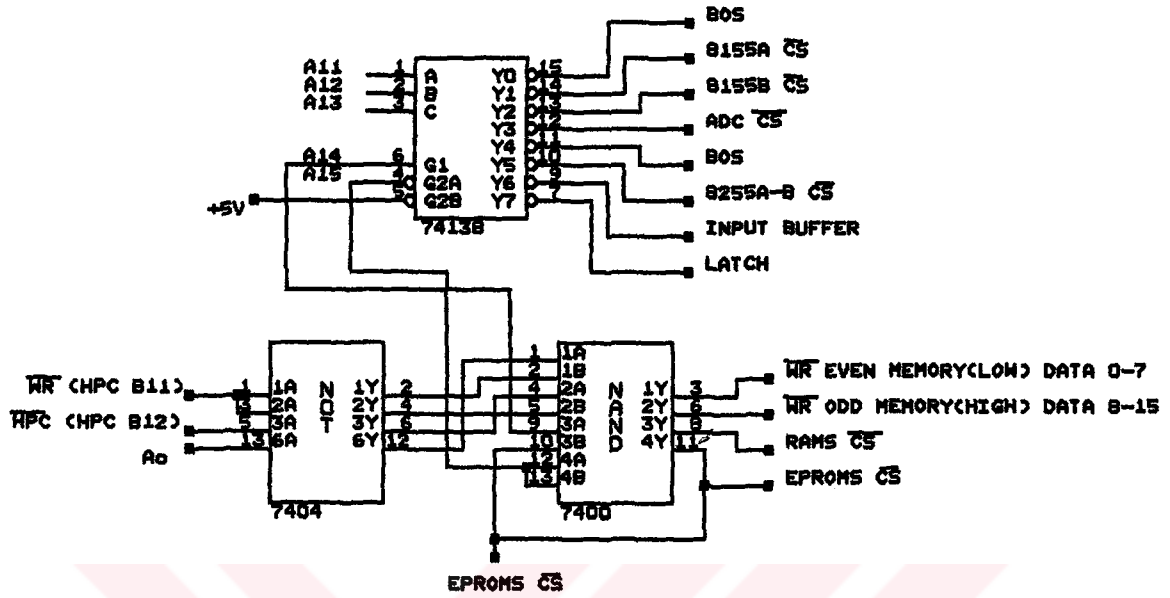 BOS
8155A CS
8155B CS
ADC CS
BOS
8255A-B CS
INPUT BUFFER
LATCH
A11 1 A Y0 15
A12 2 B Y1 14
A13 3 C Y2 13
Y3 12
Y4 11
A14 6 G1 Y5 10
A15 4 G2A Y6 9
+5V 5 G2B Y7 7
74138
WR (HPC B11) 1 1A NOT 1Y 2
3 2A 2Y 4
HPC (HPC B12) 5 3A 3Y 6
A0 13 6A 6Y 12
7404
1 1A NAND
2 1B
4 2A 1Y 3 WR EVEN MEMORY(LOW) DATA 0-7
5 2B 2Y 6 WR ODD MEMORY(HIGH) DATA 8-15
9 3A 3Y 8 RAMS CS
10 3B 4Y 11 EPROMS CS
12 4A
13 4B
7400
EPROMS CS